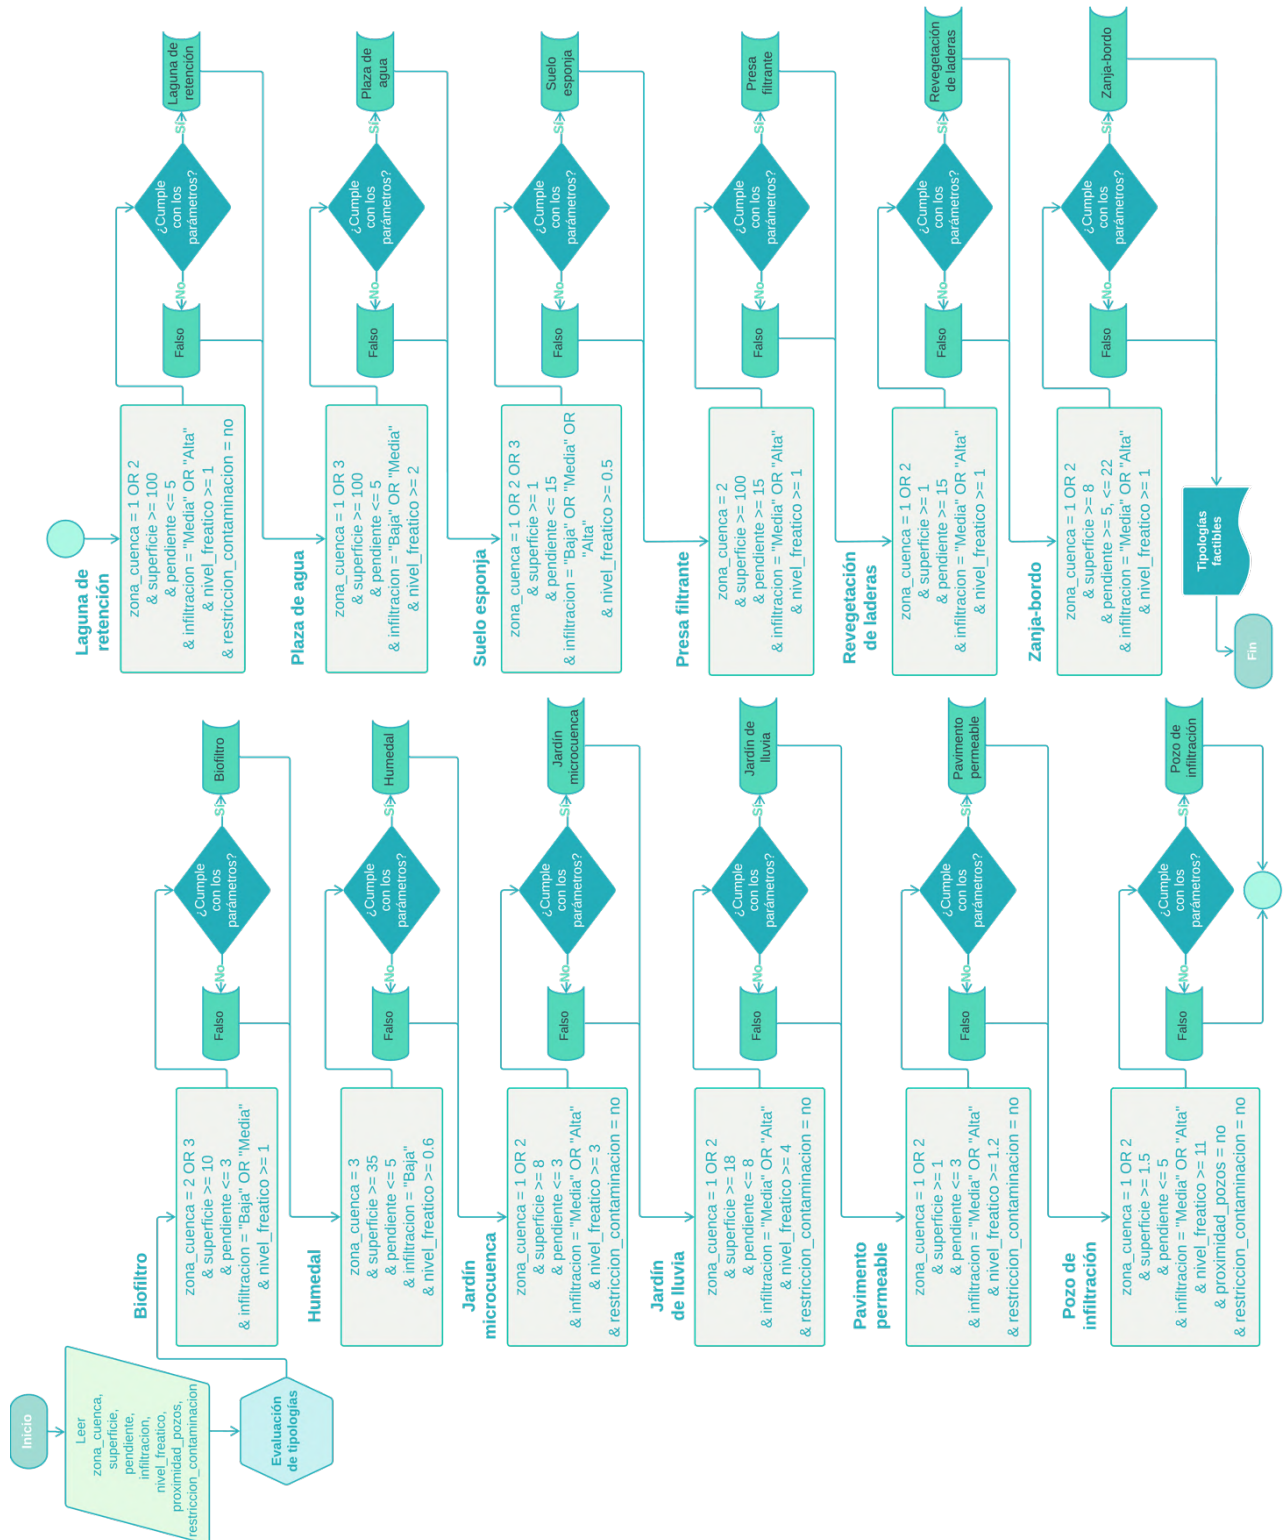 Inicio
Leer
zona_cuenca,
superficie,
pendiente,
infiltracion,
nivel_freatico,
proximidad_pozos,
restriccion_contaminacion
Evaluación
de tipologías
Biofiltro
zona_cuenca = 2 OR 3
& superficie >= 10
& pendiente <= 3
& infiltracion = "Baja" OR "Media"
& nivel_freatico >= 1
Falso
No
¿Cumple
con los
parámetros?
Sí
Biofiltro
Humedal
zona_cuenca = 3
& superficie >= 35
& pendiente <= 5
& infiltracion = "Baja"
& nivel_freatico >= 0.6
Falso
No
¿Cumple
con los
parámetros?
Sí
Humedal
Jardín
microcuenca
zona_cuenca = 1 OR 2
& superficie >= 8
& pendiente <= 3
& infiltracion = "Media" OR "Alta"
& nivel_freatico >= 3
& restriccion_contaminacion = no
Falso
No
¿Cumple
con los
parámetros?
Sí
Jardín
microcuenca
Jardín
de lluvia
zona_cuenca = 1 OR 2
& superficie >= 18
& pendiente <= 8
& infiltracion = "Media" OR "Alta"
& nivel_freatico >= 4
& restriccion_contaminacion = no
Falso
No
¿Cumple
con los
parámetros?
Sí
Jardín de
lluvia
Pavimento
permeable
zona_cuenca = 1 OR 2
& superficie >= 1
& pendiente <= 3
& infiltracion = "Media" OR "Alta"
& nivel_freatico >= 1.2
& restriccion_contaminacion = no
Falso
No
¿Cumple
con los
parámetros?
Sí
Pavimento
permeable
Pozo de
infiltración
zona_cuenca = 1 OR 2
& superficie >= 1.5
& pendiente <= 5
& infiltracion = "Media" OR "Alta"
& nivel_freatico >= 11
& proximidad_pozos = no
& restriccion_contaminacion = no
Falso
No
¿Cumple
con los
parámetros?
Sí
Pozo de
infiltración
Laguna de
retención
zona_cuenca = 1 OR 2
& superficie >= 100
& pendiente <= 5
& infiltracion = "Media" OR "Alta"
& nivel_freatico >= 1
& restriccion_contaminacion = no
Falso
No
¿Cumple
con los
parámetros?
Sí
Laguna de
retención
Plaza de agua
zona_cuenca = 1 OR 3
& superficie >= 100
& pendiente <= 5
& infiltracion = "Baja" OR "Media"
& nivel_freatico >= 2
Falso
No
¿Cumple
con los
parámetros?
Sí
Plaza de
agua
Suelo esponja
zona_cuenca = 1 OR 2 OR 3
& superficie >= 1
& pendiente <= 15
& infiltracion = "Baja" OR "Media" OR
"Alta"
& nivel_freatico >= 0.5
Falso
No
¿Cumple
con los
parámetros?
Sí
Suelo
esponja
Presa filtrante
zona_cuenca = 2
& superficie >= 100
& pendiente >= 15
& infiltracion = "Media" OR "Alta"
& nivel_freatico >= 1
Falso
No
¿Cumple
con los
parámetros?
Sí
Presa
filtrante
Revegetación
de laderas
zona_cuenca = 1 OR 2
& superficie >= 1
& pendiente >= 15
& infiltracion = "Media" OR "Alta"
& nivel_freatico >= 1
Falso
No
¿Cumple
con los
parámetros?
Sí
Revegetación
de laderas
Zanja-bordo
zona_cuenca = 1 OR 2
& superficie >= 8
& pendiente >= 5, <= 22
& infiltracion = "Media" OR "Alta"
& nivel_freatico >= 1
Falso
No
¿Cumple
con los
parámetros?
Sí
Zanja-bordo
Tipologías
factibles
Fin